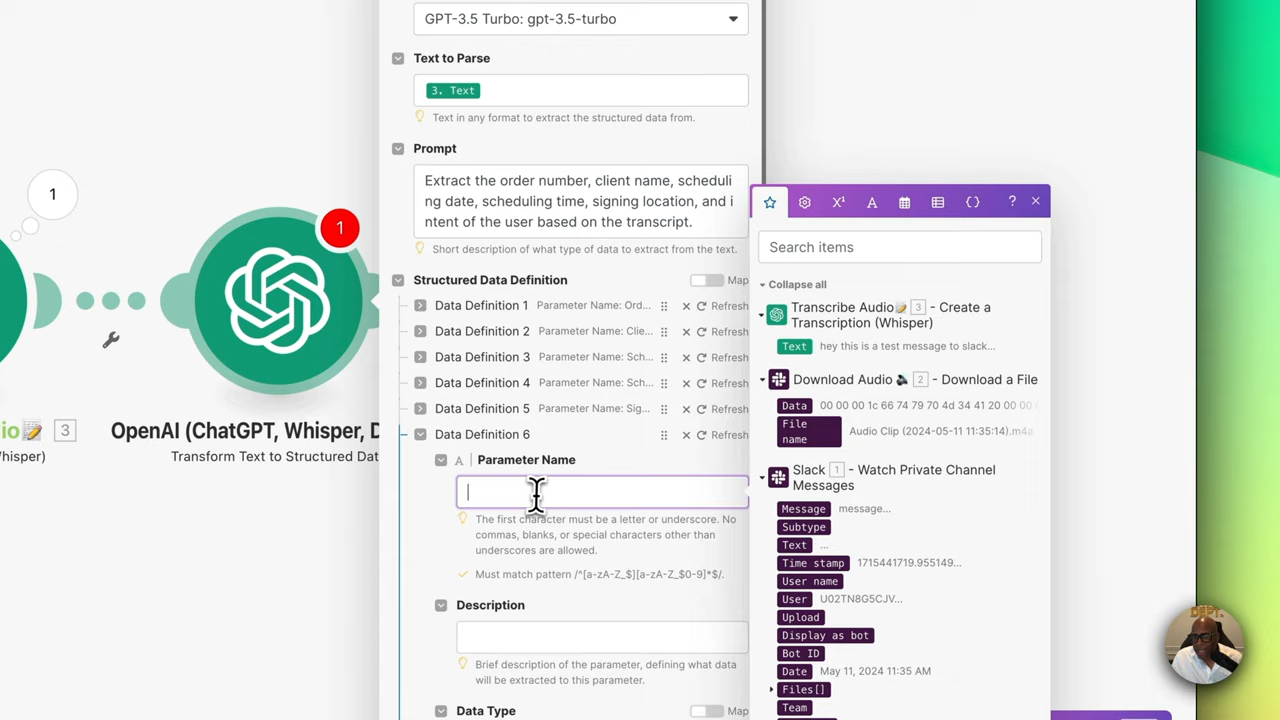 GPT-3.5 Turbo: gpt-3.5-turbo
Text to Parse
3. Text
Text in any format to extract the structured data from.
Prompt
Extract the order number, client name, scheduli
ng date, scheduling time, signing location, and i
ntent of the user based on the transcript.
Short description of what type of data to extract from the text.
Structured Data Definition
Map
Data Definition 1 Parameter Name: Ord... Refresh
Data Definition 2 Parameter Name: Clie... Refresh
Data Definition 3 Parameter Name: Sch... Refresh
Data Definition 4 Parameter Name: Sch... Refresh
Data Definition 5 Parameter Name: Sig... Refresh
Data Definition 6 Refresh
A | Parameter Name
The first character must be a letter or underscore. No
commas, blanks, or special characters other than
underscores are allowed.
Must match pattern /^[a-zA-Z_$][a-zA-Z_$0-9]*$/.
Description
Brief description of the parameter, defining what data
will be extracted to this parameter.
Data Type
Map
1
1
io 3
hisper)
OpenAI (ChatGPT, Whisper, D
Transform Text to Structured Dat
X¹ A { } ?
Search items
Collapse all
Transcribe Audio 3 - Create a
Transcription (Whisper)
Text hey this is a test message to slack...
Download Audio 2 - Download a File
Data 00 00 00 1c 66 74 79 70 4d 34 41 20 00 00 0
File
name Audio Clip (2024-05-11 11:35:14).m4a
Slack 1 - Watch Private Channel
Messages
Message message...
Subtype
Text ...
Time stamp 1715441719.955149...
User name
User U02TN8G5CJV...
Upload
Display as bot
Bot ID
Date May 11, 2024 11:35 AM
Files[]
Team